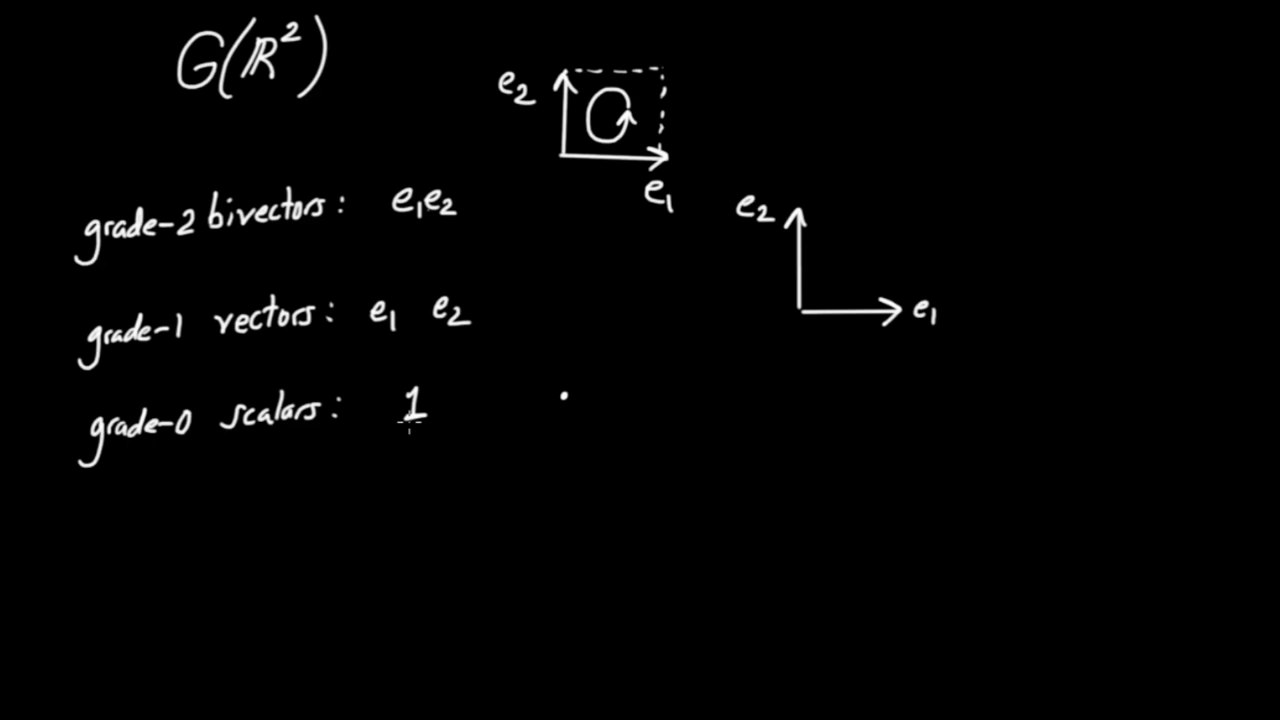 G(ℝ²)
e₂
e₁
grade-2 bivectors: e₁e₂
e₂
e₁
grade-1 vectors: e₁ e₂
grade-0 scalars: 1